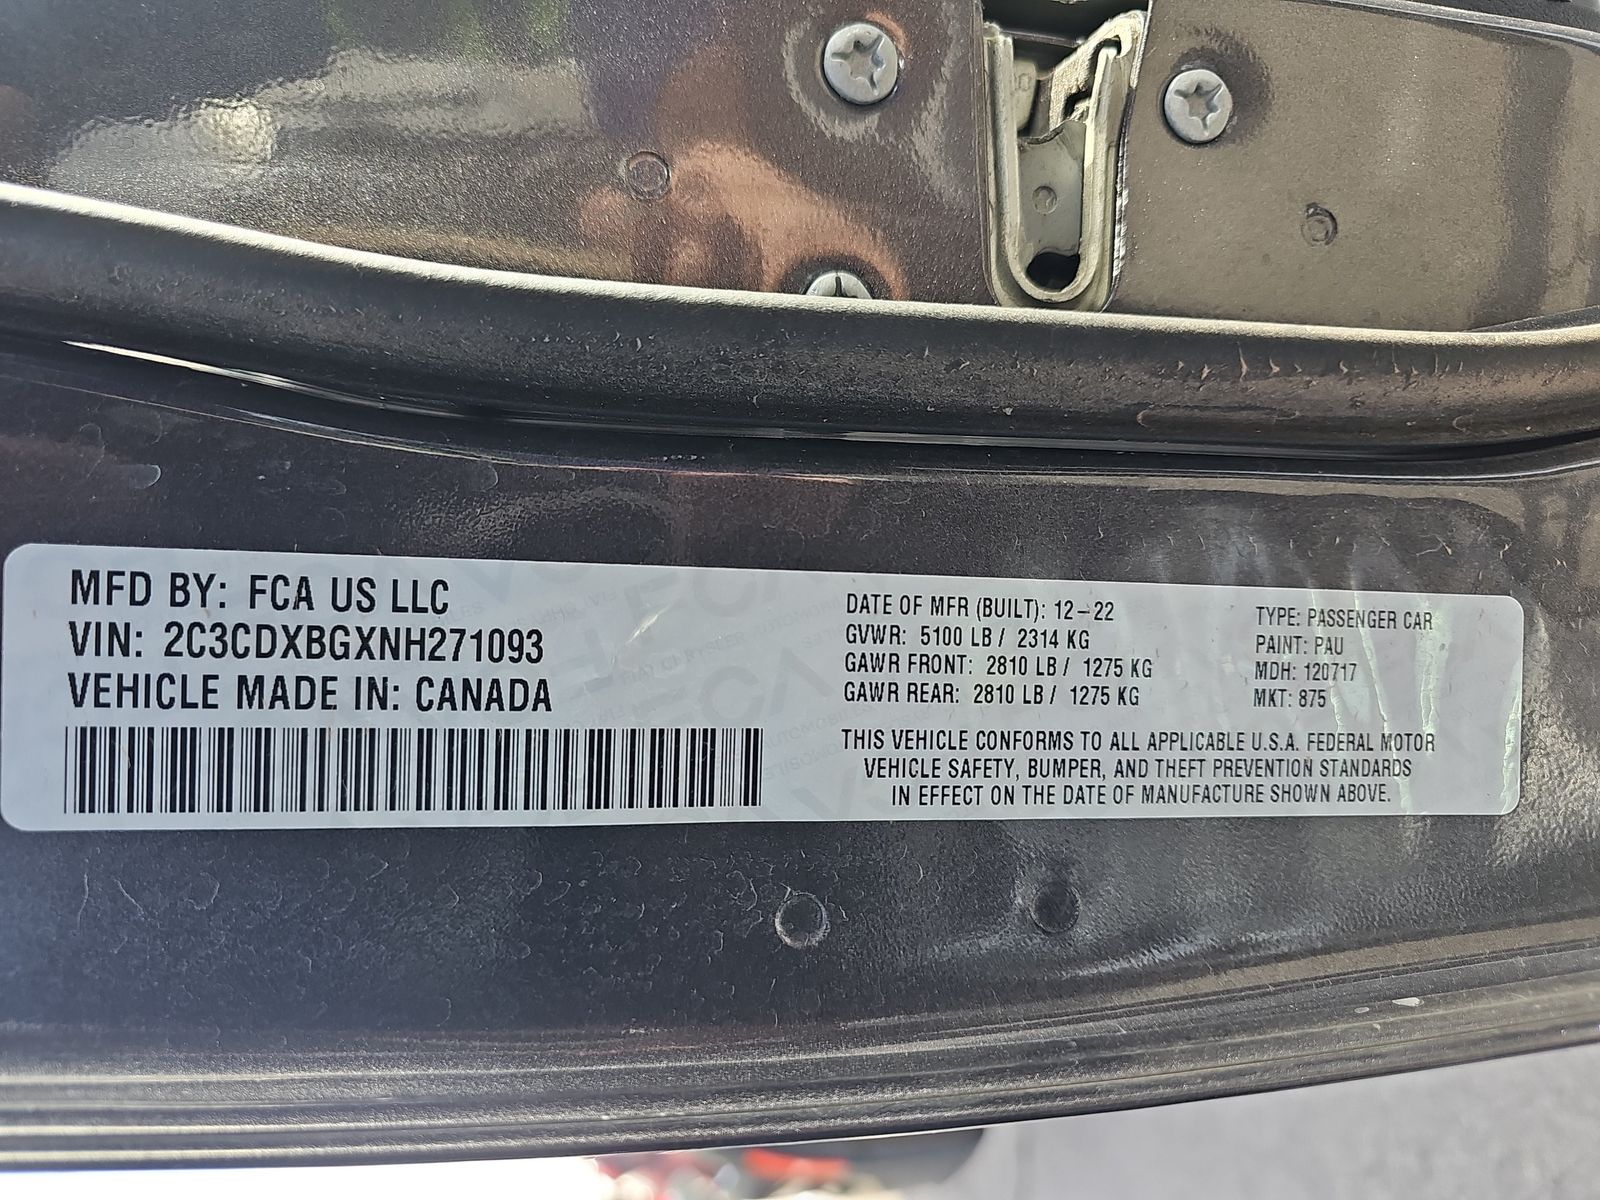 MFD BY: FCA US LLC
VIN: 2C3CDXBGXNH271093
VEHICLE MADE IN: CANADA
DATE OF MFR (BUILT): 12-22
GVWR: 5100 LB / 2314 KG
GAWR FRONT: 2810 LB / 1275 KG
GAWR REAR: 2810 LB / 1275 KG
TYPE: PASSENGER CAR
PAINT: PAU
MDH: 120717
MKT: 875
THIS VEHICLE CONFORMS TO ALL APPLICABLE U.S.A. FEDERAL MOTOR
VEHICLE SAFETY, BUMPER, AND THEFT PREVENTION STANDARDS
IN EFFECT ON THE DATE OF MANUFACTURE SHOWN ABOVE.